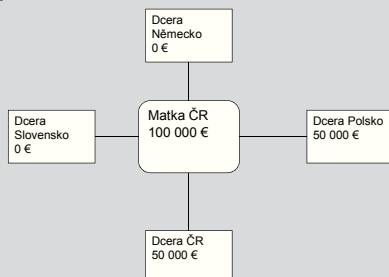 Dcera
Německo
0 €
Dcera
Slovensko
0 €
Matka ČR
100 000 €
Dcera Polsko
50 000 €
Dcera ČR
50 000 €